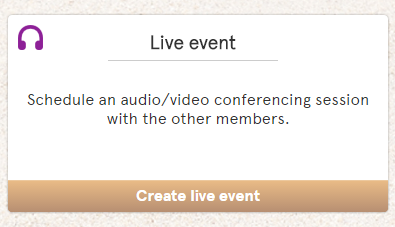 Live event
Schedule an audio/video conferencing session
with the other members.
Create live event